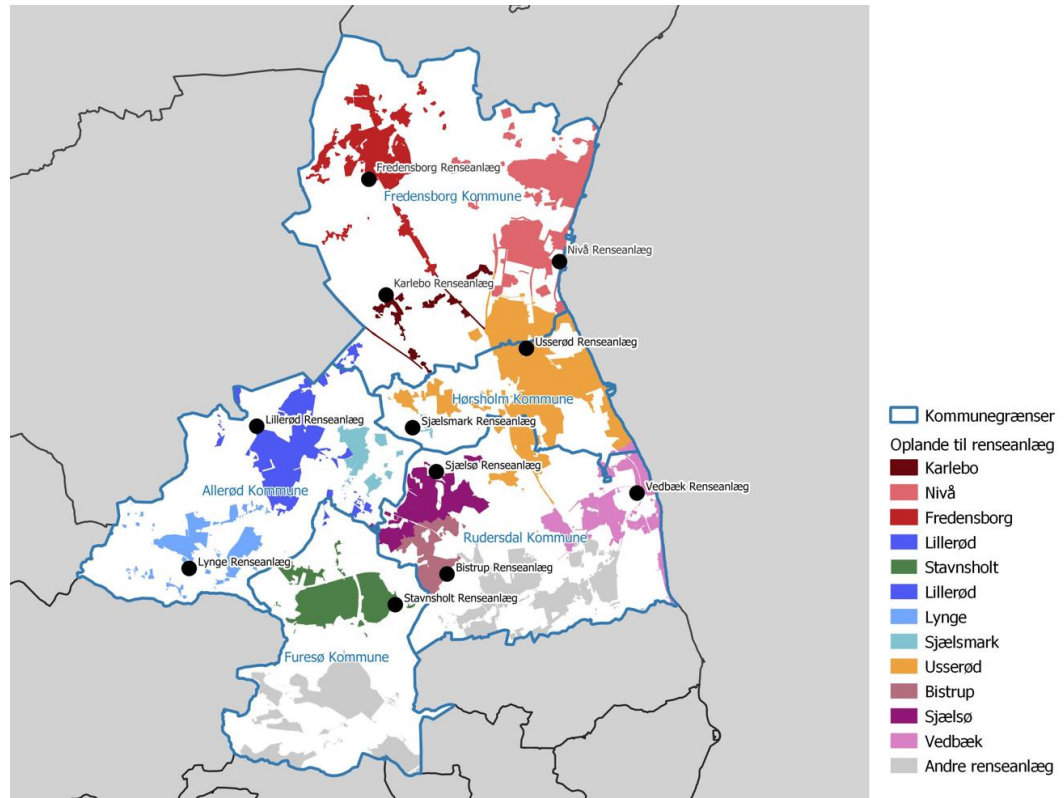 Fredensborg Renseanlæg
Fredensborg Kommune
Nivå Renseanlæg
Karlebo Renseanlæg
Usserød Renseanlæg
Hørsholm Kommune
Lillerød Renseanlæg
Sjælsmark Renseanlæg
Sjælsø Renseanlæg
Allerød Kommune
Vedbæk Renseanlæg
Rudersdal Kommune
Lynge Renseanlæg
Bistrup Renseanlæg
Stavnsholt Renseanlæg
Furesø Kommune
Kommunegrænser
Oplande til renseanlæg
Karlebo
Nivå
Fredensborg
Lillerød
Stavnsholt
Lillerød
Lynge
Sjælsmark
Usserød
Bistrup
Sjælsø
Vedbæk
Andre renseanlæg